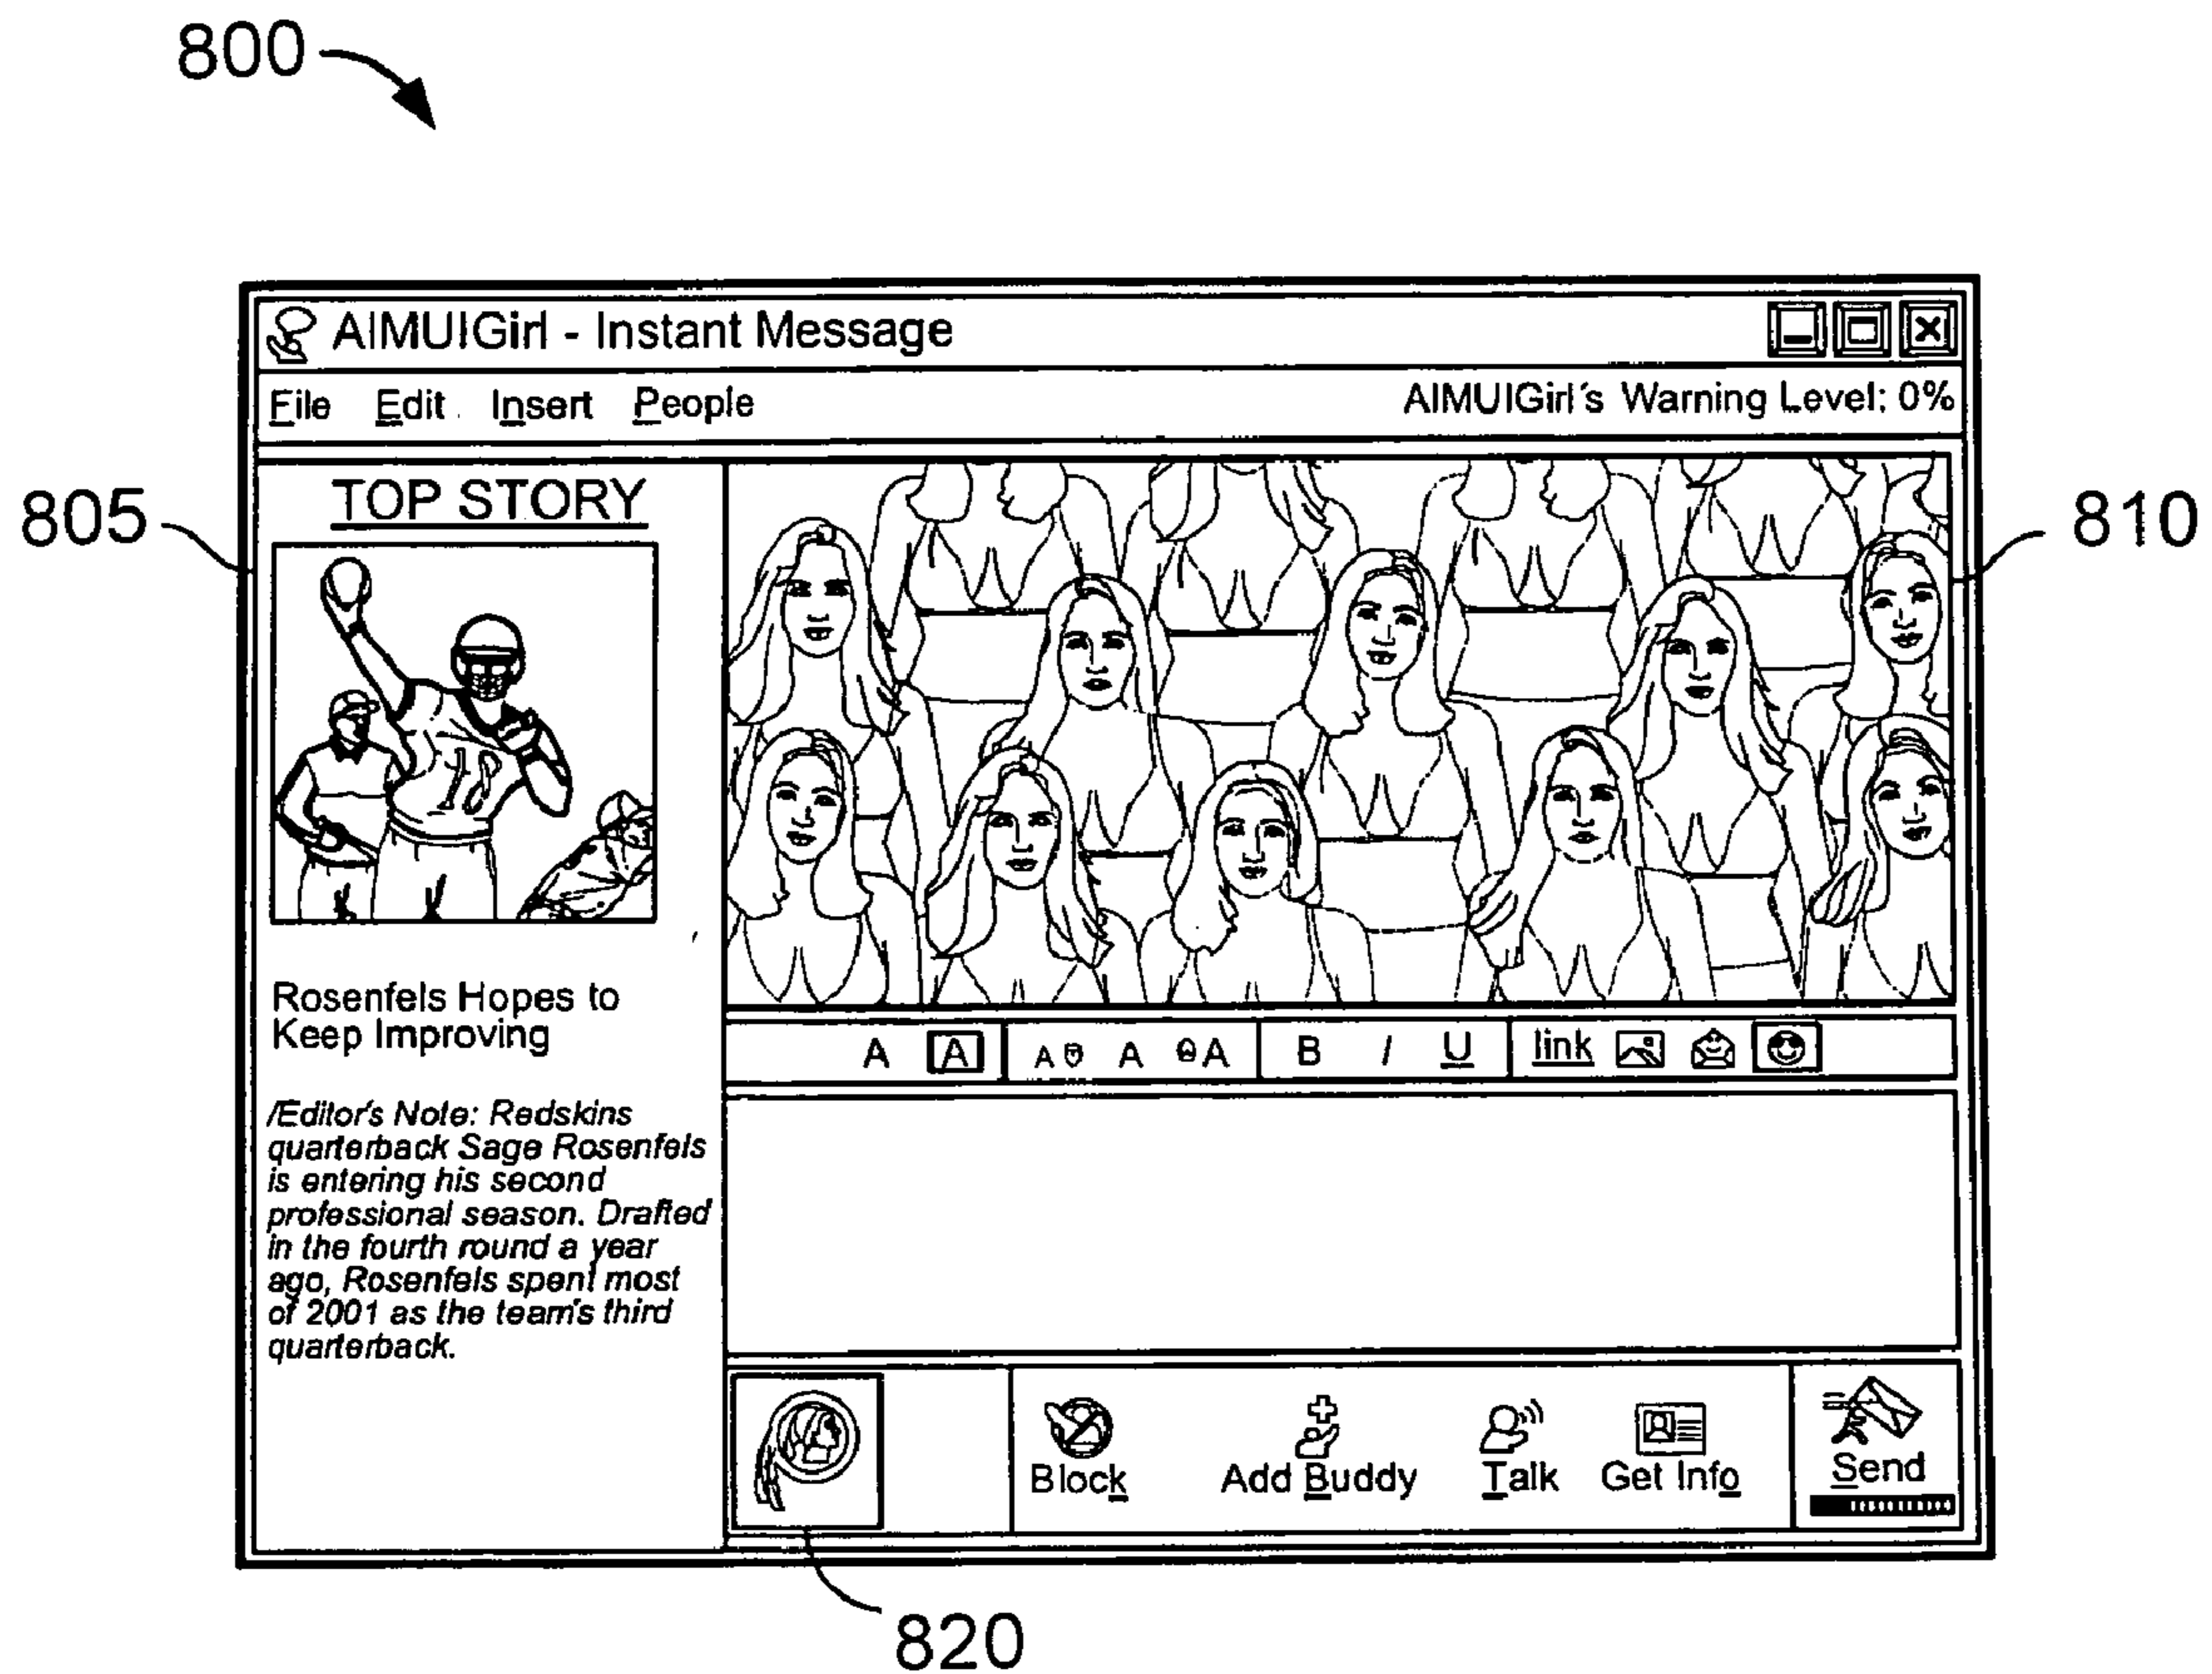 800
AIMUIGirl - Instant Message
File Edit Insert People AIMUIGirl's Warning Level: 0%
805
TOP STORY
810
18
Rosenfels Hopes to
Keep Improving
A A A A A B I U link
/Editor's Note: Redskins
quarterback Sage Rosenfels
is entering his second
professional season. Drafted
in the fourth round a year
ago, Rosenfels spent most
of 2001 as the team's third
quarterback.
Block Add Buddy Talk Get Info Send
820